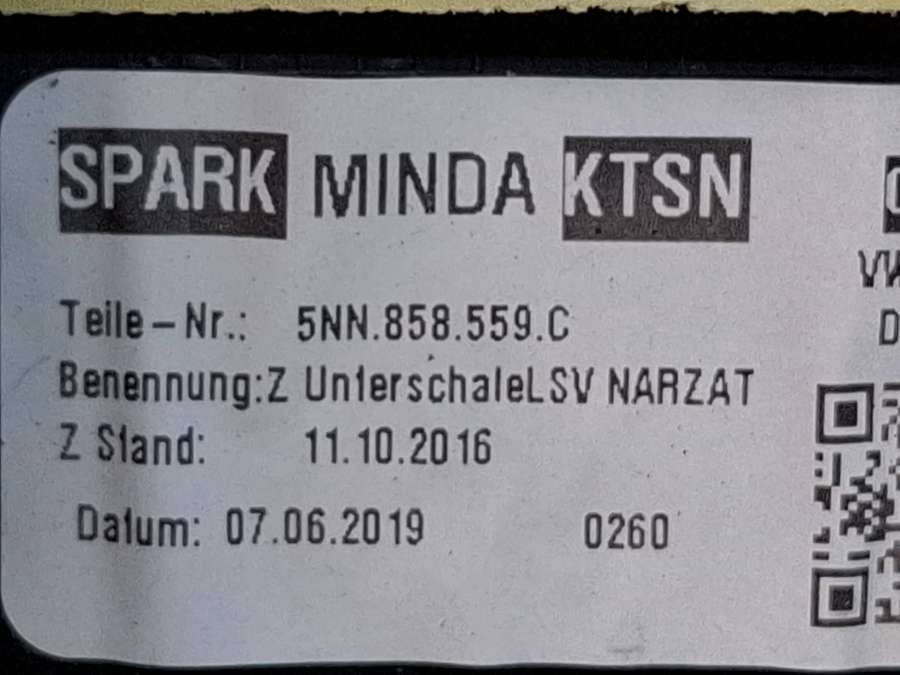 SPARK MINDA KTSN
Teile-Nr.: 5NN.858.559.C
Benennung:Z UnterschaleLSV NARZAT
Z Stand: 11.10.2016
Datum: 07.06.2019 0260